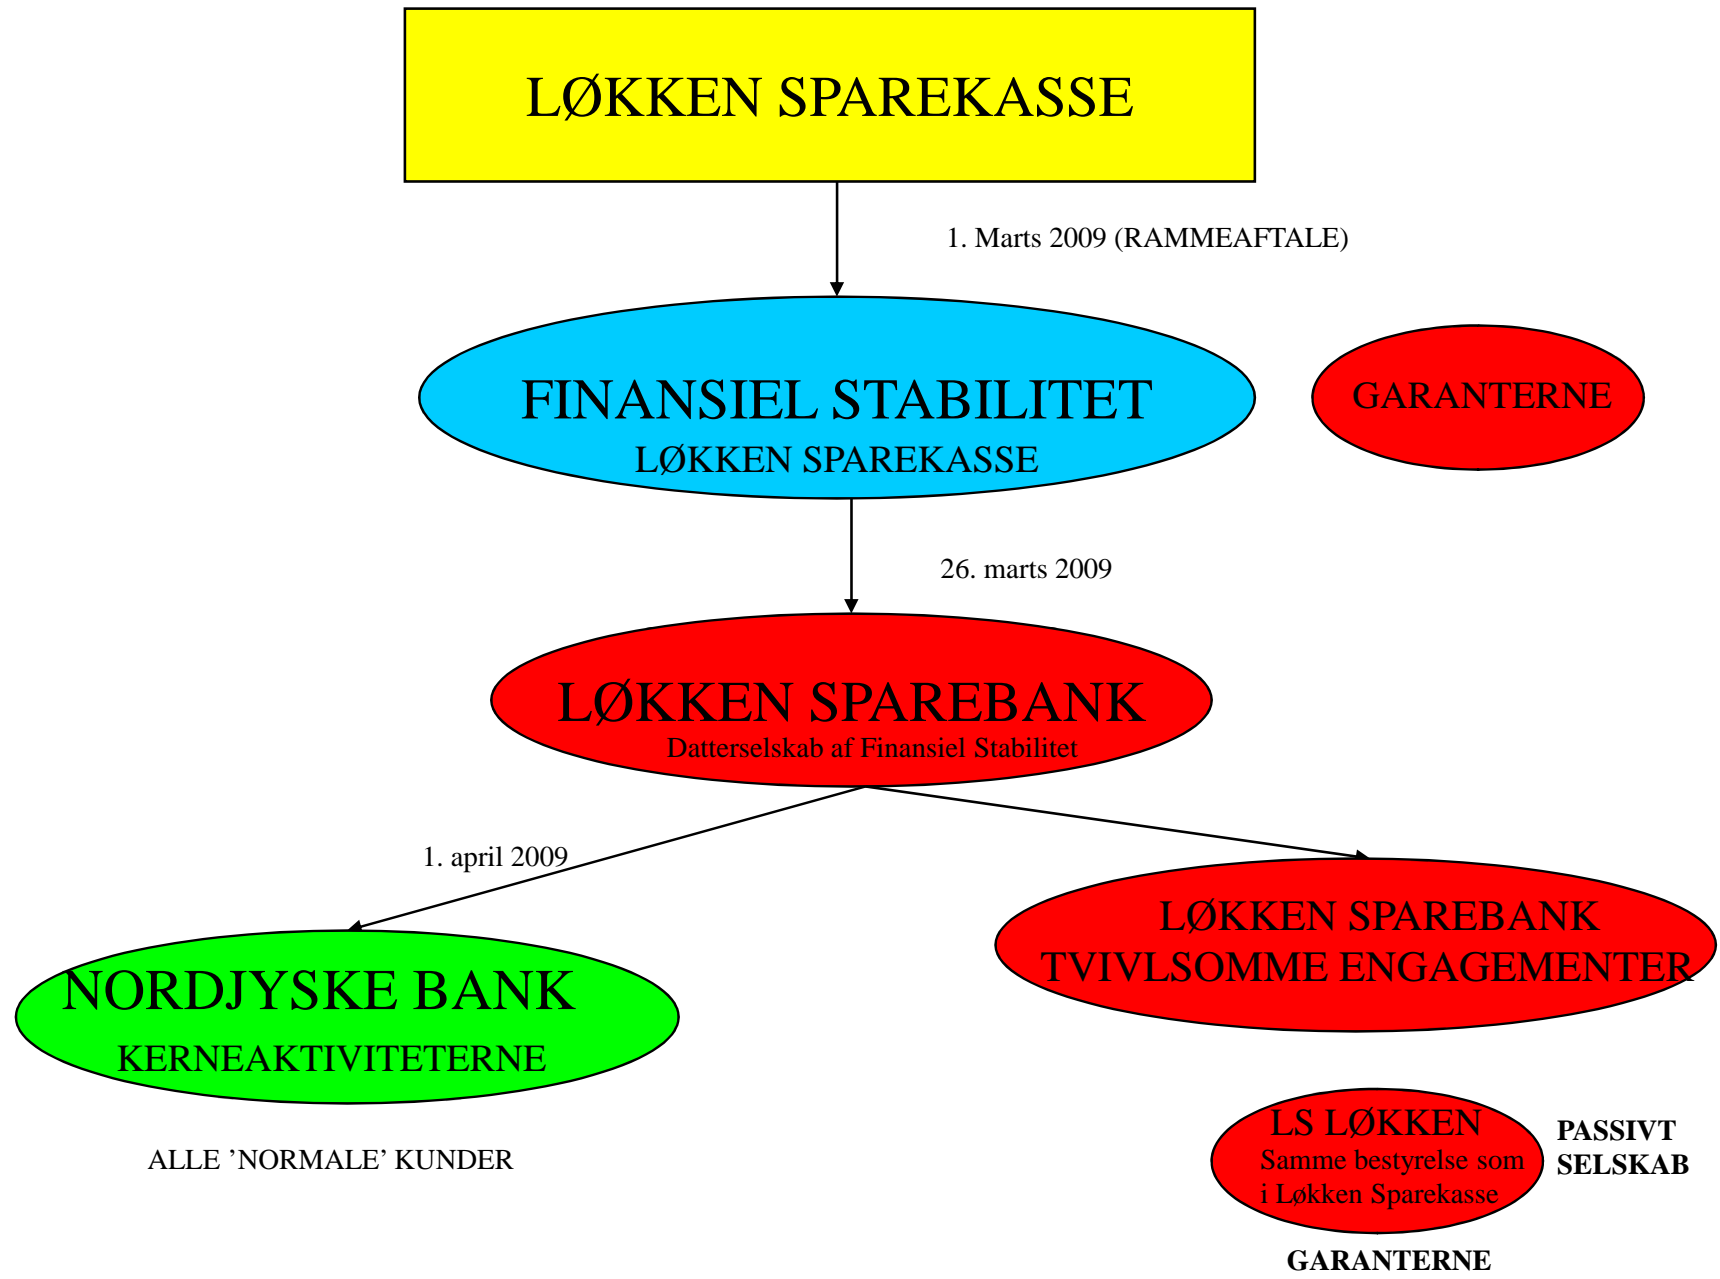 LØKKEN SPAREKASSE
1. Marts 2009 (RAMMEAFTALE)
FINANSIEL STABILITET
LØKKEN SPAREKASSE
GARANTERNE
26. marts 2009
LØKKEN SPAREBANK
Datterselskab af Finansiel Stabilitet
1. april 2009
LØKKEN SPAREBANK
TVIVLSOMME ENGAGEMENTER
NORDJYSKE BANK
KERNEAKTIVITETERNE
ALLE ’NORMALE’ KUNDER
LS LØKKEN
Samme bestyrelse som
i Løkken Sparekasse
PASSIVT
SELSKAB
GARANTERNE